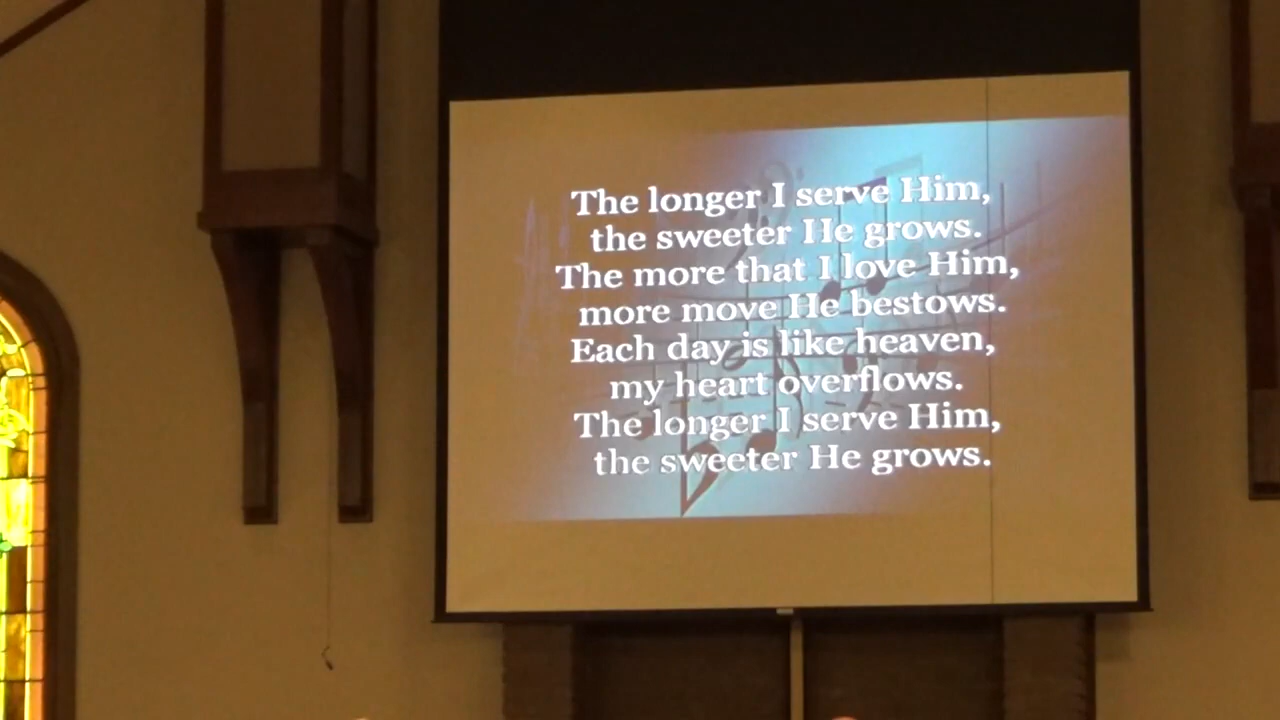 The longer I serve Him,
the sweeter He grows.
The more that I love Him,
more move He bestows.
Each day is like heaven,
my heart overflows.
The longer I serve Him,
the sweeter He grows.